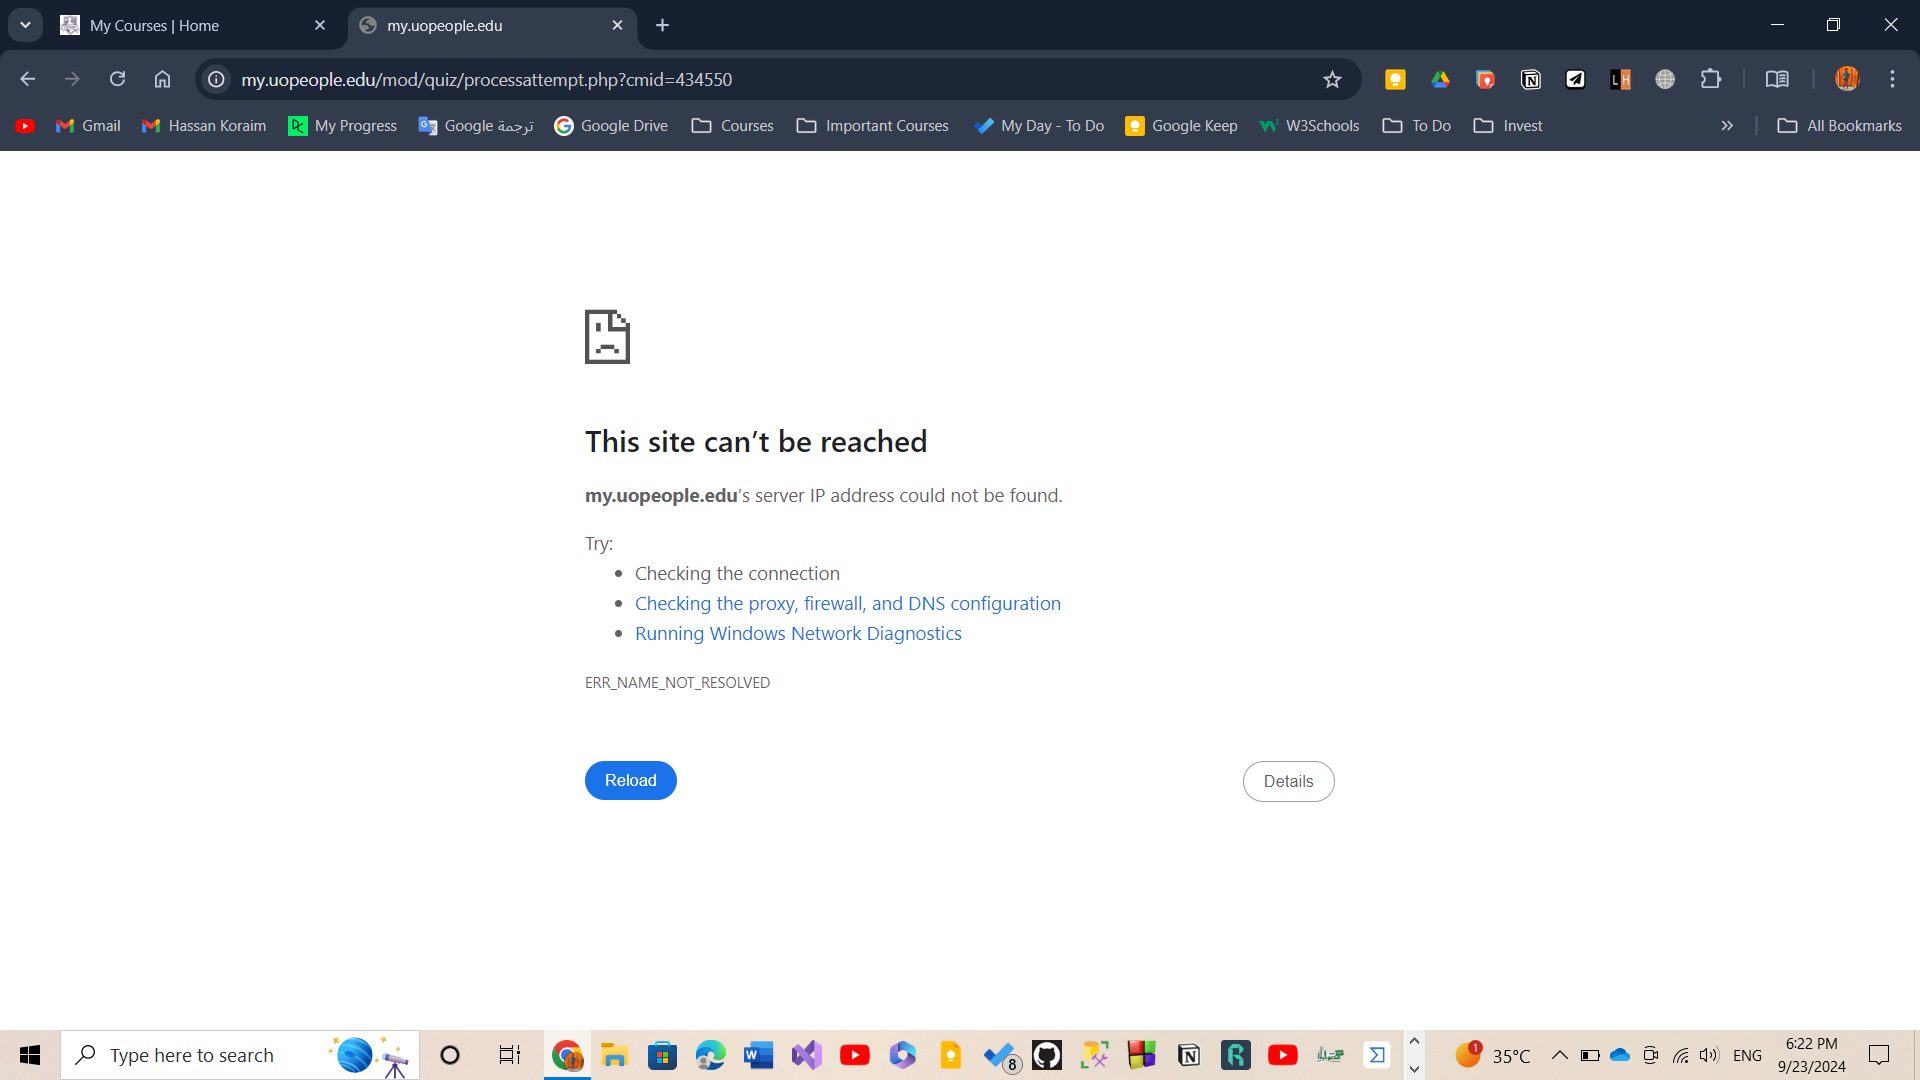 My Courses | Home
my.uopeople.edu
my.uopeople.edu/mod/quiz/processattempt.php?cmid=434550
Gmail
Hassan Koraim
DC My Progress
Google ترجمة
Google Drive
Courses
Important Courses
My Day - To Do
Google Keep
W3Schools
To Do
Invest
All Bookmarks
LH
This site can’t be reached
my.uopeople.edu’s server IP address could not be found.
Try:
Checking the connection
Checking the proxy, firewall, and DNS configuration
Running Windows Network Diagnostics
ERR_NAME_NOT_RESOLVED
Reload
Details
Type here to search
8
1
35°C
ENG
6:22 PM
9/23/2024